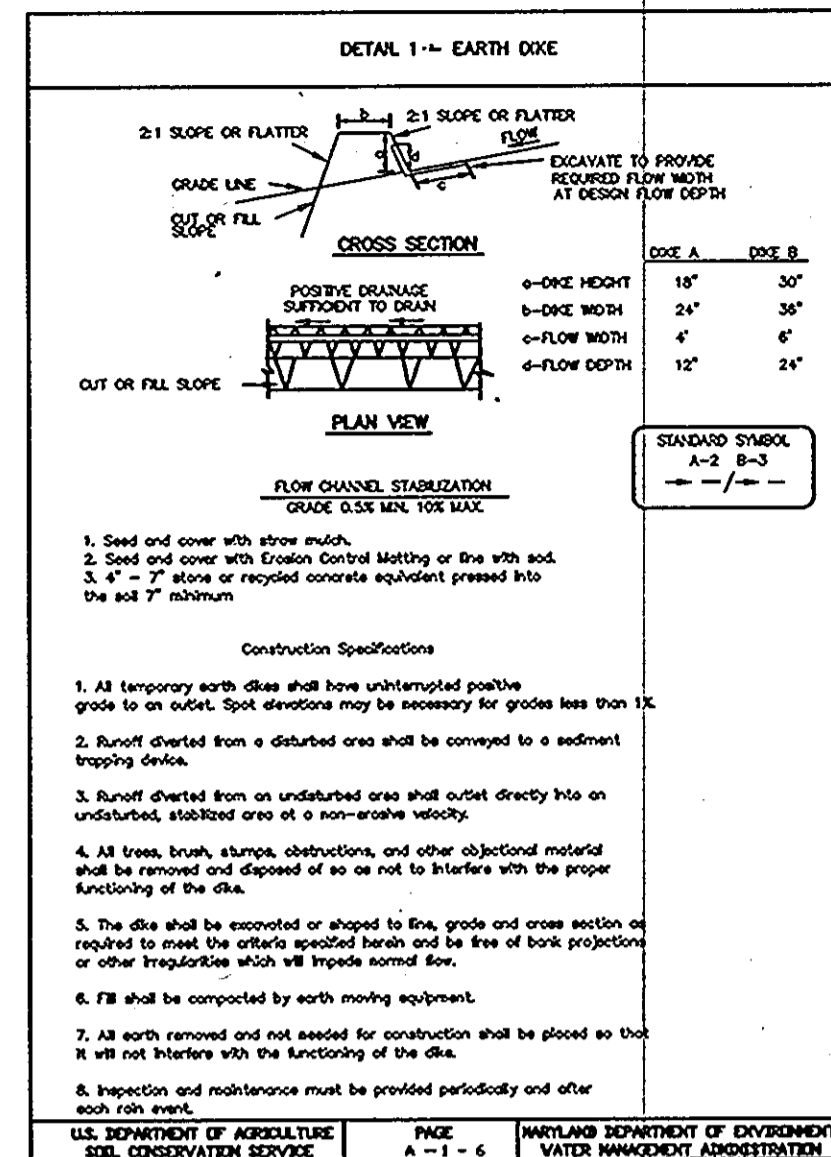 DETAIL 1 - EARTH DIKE
b
2:1 SLOPE OR FLATTER
2:1 SLOPE OR FLATTER
FLOW
a
d
c
EXCAVATE TO PROVIDE
REQUIRED FLOW WIDTH
AT DESIGN FLOW DEPTH
GRADE LINE
CUT OR FILL
SLOPE
CROSS SECTION
DIKE A DIKE B
a-DIKE HEIGHT 18" 30"
b-DIKE WIDTH 24" 36"
c-FLOW WIDTH 4' 6'
d-FLOW DEPTH 12" 24"
POSITIVE DRAINAGE
SUFFICIENT TO DRAIN
CUT OR FILL SLOPE
PLAN VIEW
STANDARD SYMBOL
A-2 B-3
FLOW CHANNEL STABILIZATION
GRADE 0.5% MIN. 10% MAX.
1. Seed and cover with straw mulch.
2. Seed and cover with Erosion Control Matting or line with sod.
3. 4" - 7" stone or recycled concrete equivalent pressed into
the soil 7" minimum
Construction Specifications
1. All temporary earth dikes shall have uninterrupted positive
grade to an outlet. Spot elevations may be necessary for grades less than 1%.
2. Runoff diverted from a disturbed area shall be conveyed to a sediment
trapping device.
3. Runoff diverted from an undisturbed area shall outlet directly into an
undisturbed, stabilized area at a non-erosive velocity.
4. All trees, brush, stumps, obstructions, and other objectional material
shall be removed and disposed of so as not to interfere with the proper
functioning of the dike.
5. The dike shall be excavated or shaped to line, grade and cross section as
required to meet the criteria specified herein and be free of bank projections
or other irregularities which will impede normal flow.
6. Fill shall be compacted by earth moving equipment.
7. All earth removed and not needed for construction shall be placed so that
it will not interfere with the functioning of the dike.
8. Inspection and maintenance must be provided periodically and after
each rain event.
U.S. DEPARTMENT OF AGRICULTURE
SOIL CONSERVATION SERVICE
PAGE
A - 1 - 6
MARYLAND DEPARTMENT OF ENVIRONMENT
WATER MANAGEMENT ADMINISTRATION